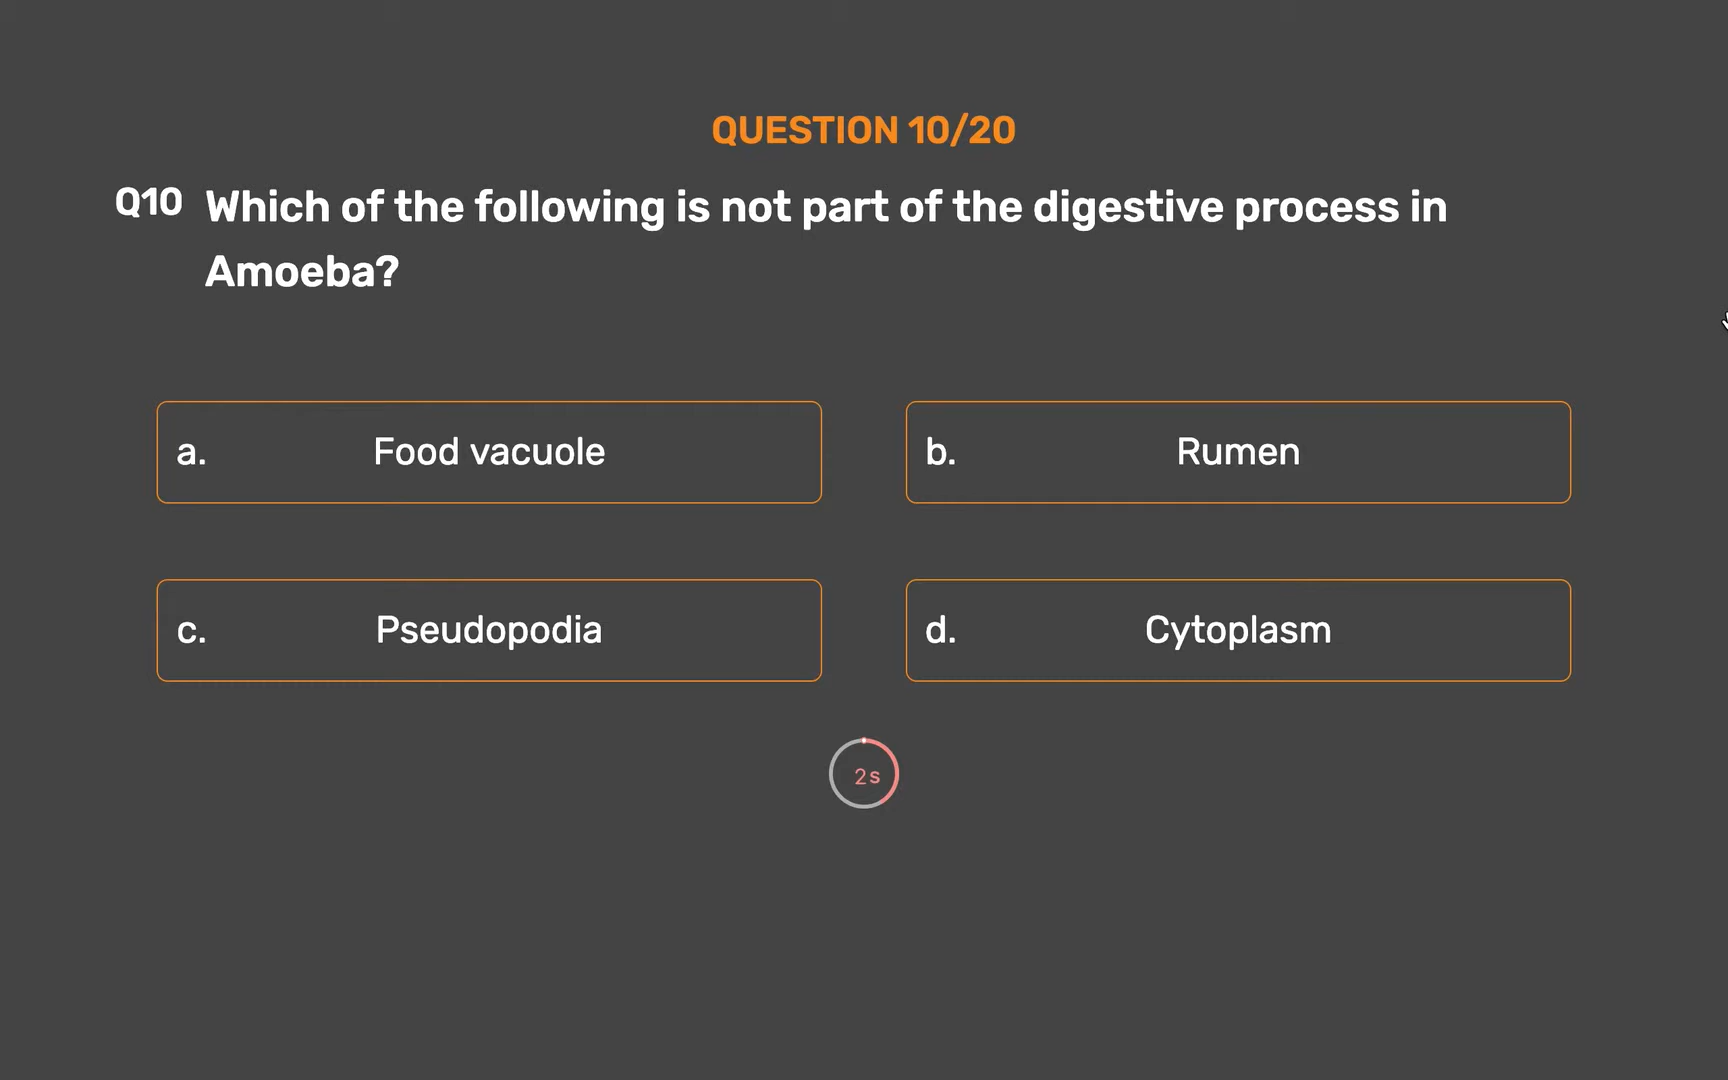 QUESTION 10/20
Q10 Which of the following is not part of the digestive process in
Amoeba?
a. Food vacuole
b. Rumen
c. Pseudopodia
d. Cytoplasm
2s